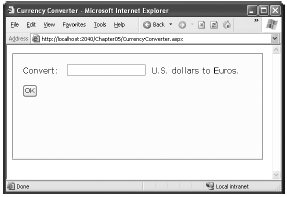 Currency Converter - Microsoft Internet Explorer
File Edit View Favorites Tools Help Back »
Address http://localhost:2040/Chapter05/CurrencyConverter.aspx
Convert: U.S. dollars to Euros.
OK
Done Local intranet